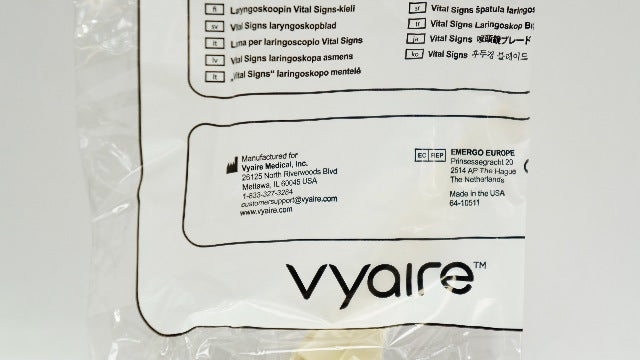 fi Laryngoskoopin Vital Signs-kieli
sv Vital Signs laryngoskopblad
it Lama per laringoscopio Vital Signs
lv Vital Signs laringoskopa asmens
lt „Vital Signs“ laringoskopo mentelė
sr Vital Signs špatula laringos
tr Vital Signs Laringoskop
ja Vital Signs 喉頭鏡ブレード
ko Vital Signs 후두경 블레이드
Manufactured for
Vyaire Medical, Inc.
26125 North Riverwoods Blvd
Mettawa, IL 60045 USA
1-833-327-3284
customersupport@vyaire.com
www.vyaire.com
EC REP EMERGO EUROPE
Prinsessegracht 20
2514 AP The Hague
The Netherlands
Made in the USA
64-10511
vyaire™